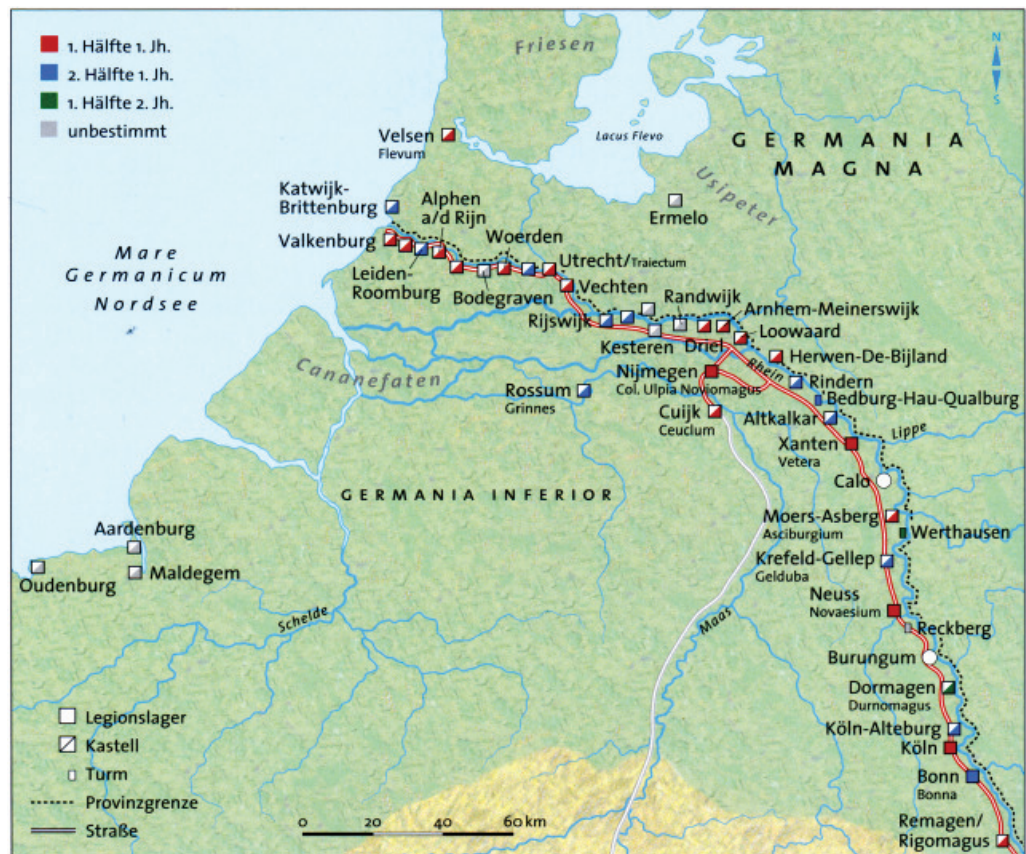 1. Hälfte 1. Jh.
2. Hälfte 1. Jh.
1. Hälfte 2. Jh.
unbestimmt
Friesen
N
S
Velsen
Flevum
Lacus Flevo
GERMANIA
MAGNA
Usipeter
Katwijk-
Brittenburg
Alphen
a/d Rijn
Ermelo
Valkenburg
Woerden
Mare
Germanicum
Nordsee
Leiden-
Roomburg
Bodegraven
Utrecht/Traiectum
Vechten
Randwijk
Arnhem-Meinerswijk
Rijswijk
Loowaard
Kesteren
Driel
Herwen-De-Bijland
Rhein
Cananefaten
Nijmegen
Col. Ulpia Noviomagus
Rindern
Rossum
Grinnes
Bedburg-Hau-Qualburg
Cuijk
Ceuclum
Altkalkar
Lippe
Xanten
Vetera
Calo
GERMANIA INFERIOR
Moers-Asberg
Asciburgium
Werthausen
Aardenburg
Krefeld-Gellep
Gelduba
Oudenburg
Maldegem
Neuss
Novaesium
Schelde
Maas
Reckberg
Burungum
Dormagen
Durnomagus
Legionslager
Kastell
Turm
Provinzgrenze
Straße
Köln-Alteburg
Köln
Bonn
Bonna
0 20 40 60 km
Remagen/
Rigomagus